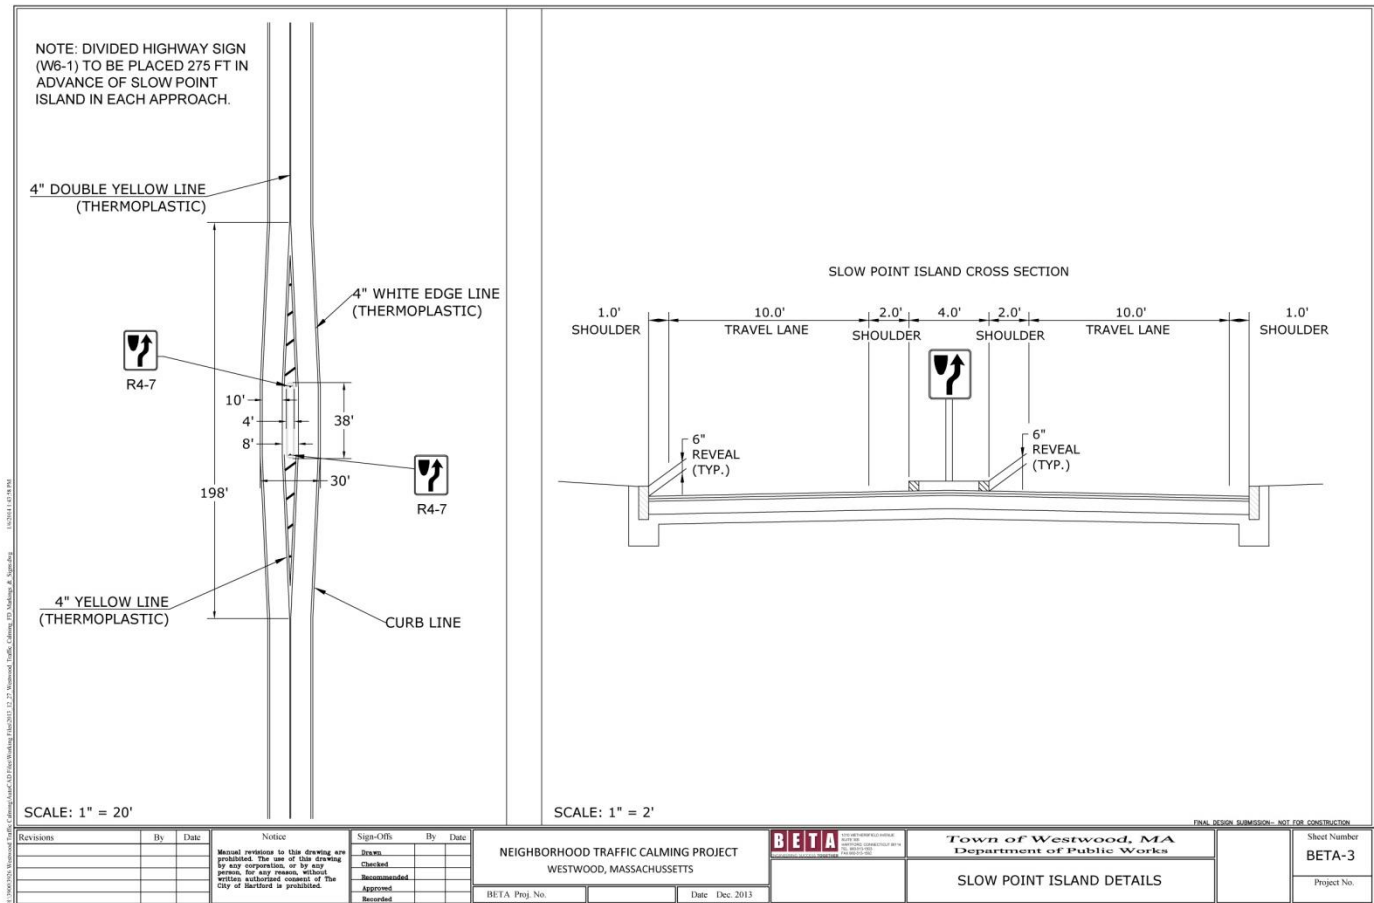 NOTE: DIVIDED HIGHWAY SIGN
(W6-1) TO BE PLACED 275 FT IN
ADVANCE OF SLOW POINT
ISLAND IN EACH APPROACH.
4" DOUBLE YELLOW LINE
(THERMOPLASTIC)
4" WHITE EDGE LINE
(THERMOPLASTIC)
R4-7
10'
4'
38'
8'
30'
198'
R4-7
4" YELLOW LINE
(THERMOPLASTIC)
CURB LINE
SCALE: 1" = 20'
SLOW POINT ISLAND CROSS SECTION
1.0' 10.0' 2.0' 4.0' 2.0' 10.0' 1.0'
SHOULDER TRAVEL LANE SHOULDER SHOULDER TRAVEL LANE SHOULDER
6"
REVEAL
(TYP.)
6"
REVEAL
(TYP.)
SCALE: 1" = 2'
FINAL DESIGN SUBMISSION- NOT FOR CONSTRUCTION
Revisions By Date
Notice
Manual revisions to this drawing are
prohibited. The use of this drawing
by any corporation, or by any
person, for any reason, without
written authorized consent of The
City of Hartford is prohibited.
Sign-Offs By Date
Drawn
Checked
Recommended
Approved
Recorded
NEIGHBORHOOD TRAFFIC CALMING PROJECT
WESTWOOD, MASSACHUSETTS
BETA Proj. No.
Date Dec. 2013
BETA
Town of Westwood, MA
Department of Public Works
SLOW POINT ISLAND DETAILS
Sheet Number
BETA-3
Project No.